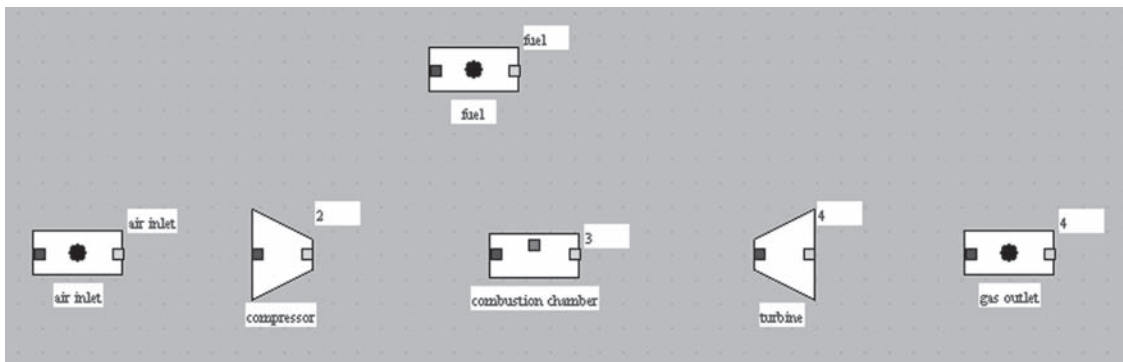 fuel
fuel
air inlet
2
3
4
4
air inlet
compressor
combustion chamber
turbine
gas outlet